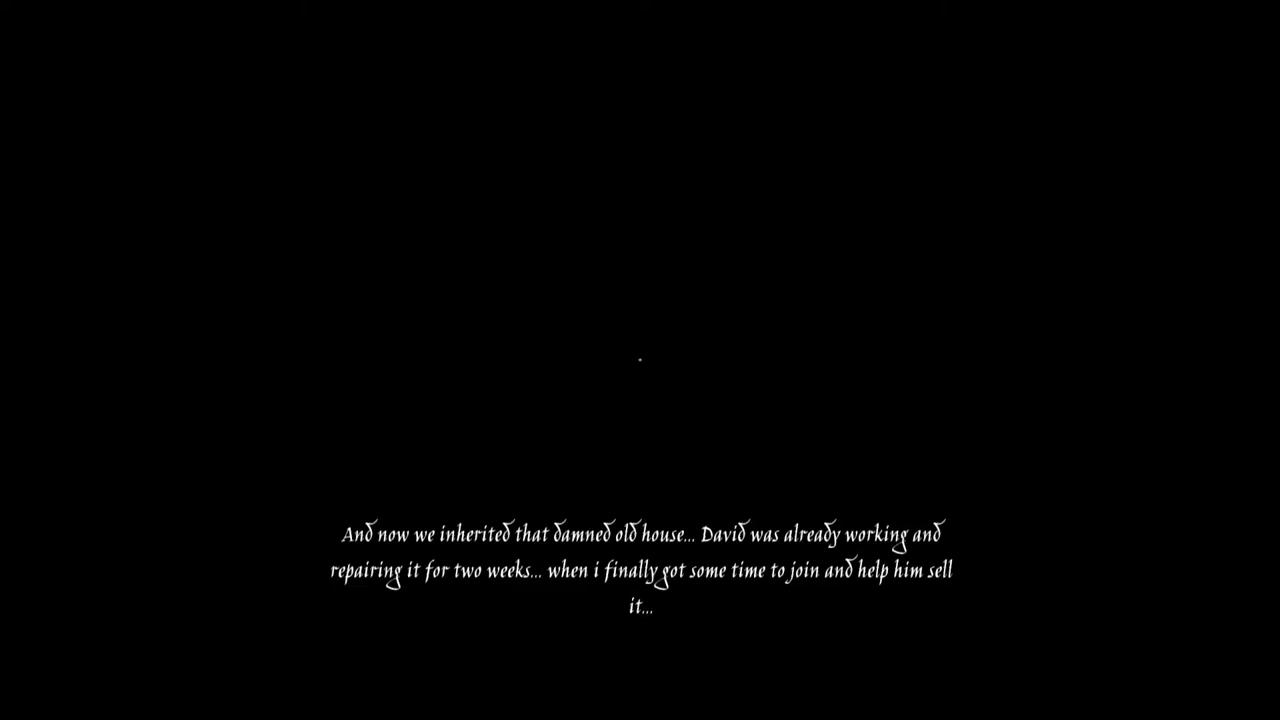 And now we inherited that damned old house... David was already working and
repairing it for two weeks... when i finally got some time to join and help him sell
it...